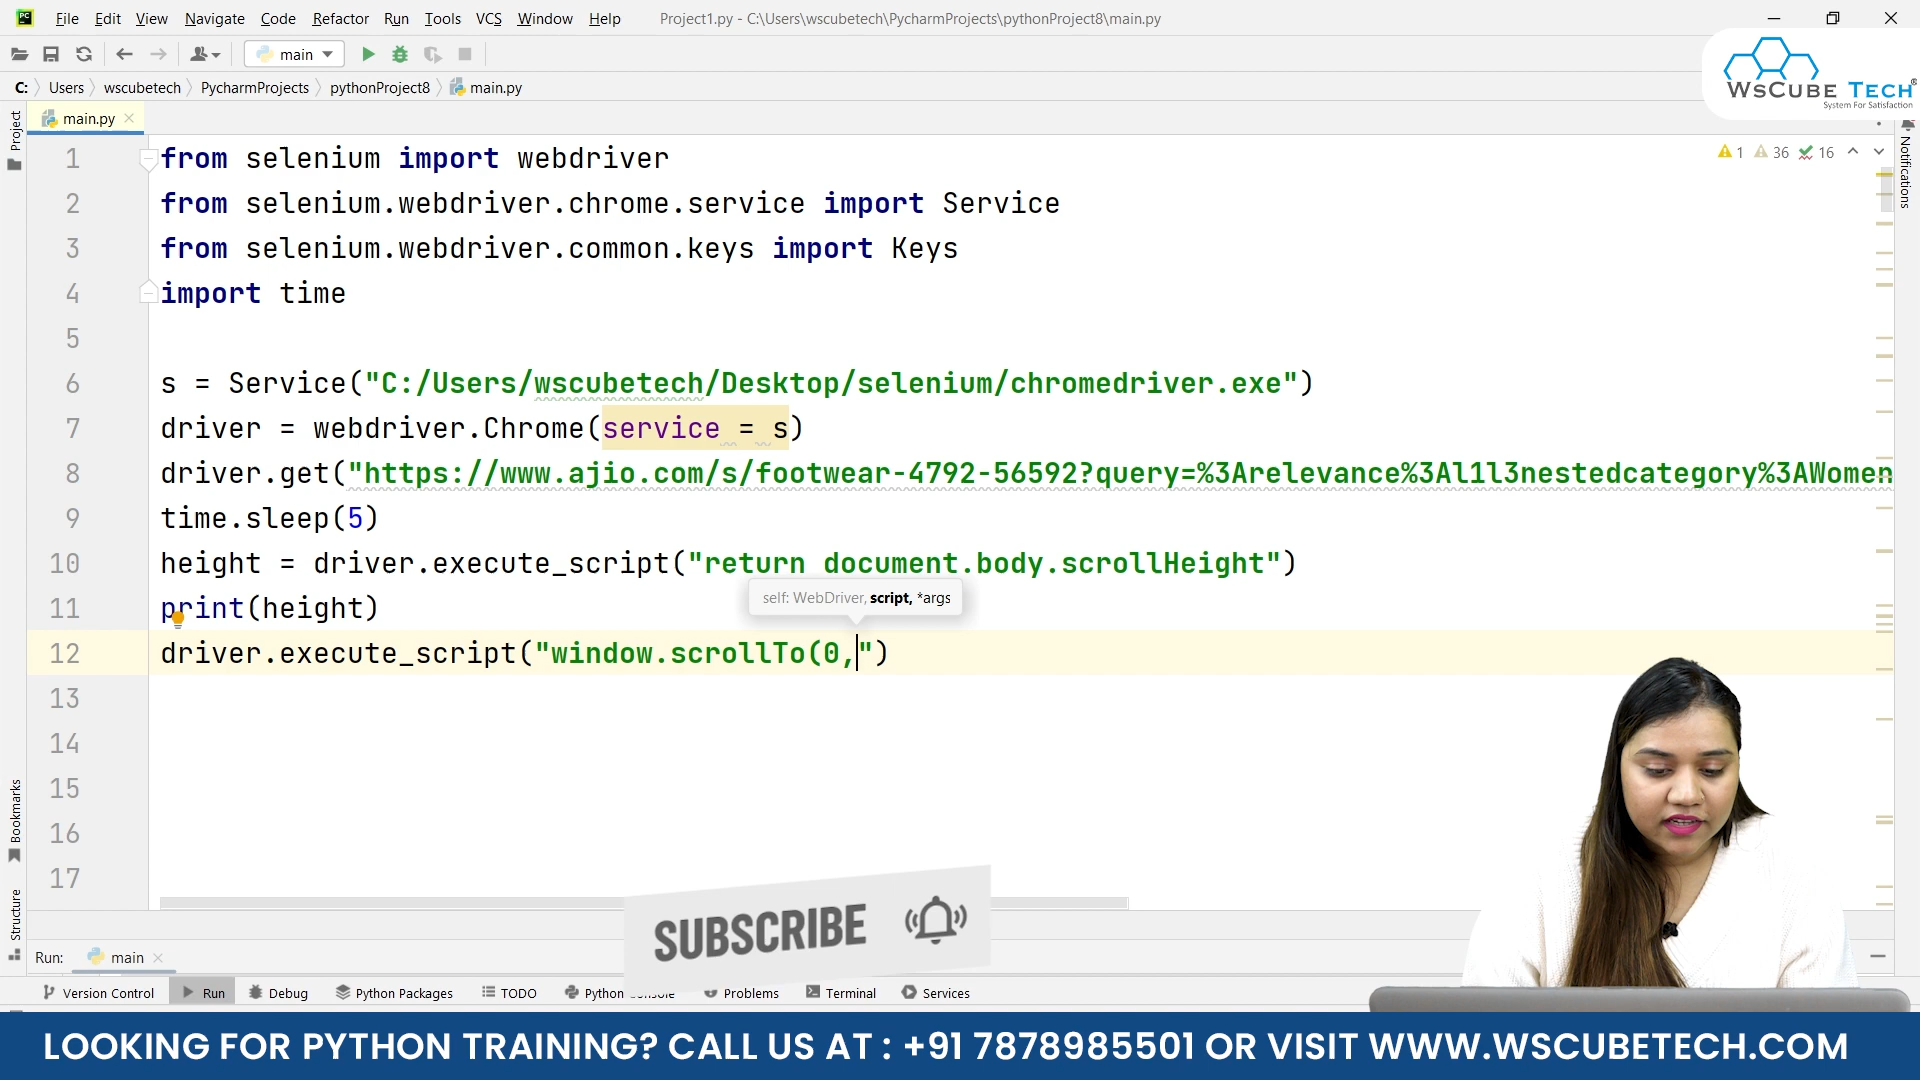 File Edit View Navigate Code Refactor Run Tools VCS Window Help Project1.py - C:\Users\wscubetech\PycharmProjects\pythonProject8\main.py
main
WsCube Tech®
System For Satisfaction
C: Users wscubetech PycharmProjects pythonProject8 main.py
Project
main.py
Notifications
1 36 16
1 from selenium import webdriver
2 from selenium.webdriver.chrome.service import Service
3 from selenium.webdriver.common.keys import Keys
4 import time
5
6 s = Service("C:/Users/wscubetech/Desktop/selenium/chromedriver.exe")
7 driver = webdriver.Chrome(service = s)
8 driver.get("https://www.ajio.com/s/footwear-4792-56592?query=%3Arelevance%3Al1l3nestedcategory%3AWomen
9 time.sleep(5)
10 height = driver.execute_script("return document.body.scrollHeight")
self: WebDriver, script, *args
11 print(height)
12 driver.execute_script("window.scrollTo(0,")
13
14
15
16
17
Bookmarks
Structure
SUBSCRIBE
Run: main
Version Control Run Debug Python Packages TODO Python Console Problems Terminal Services
LOOKING FOR PYTHON TRAINING? CALL US AT : +91 7878985501 OR VISIT WWW.WSCUBETECH.COM